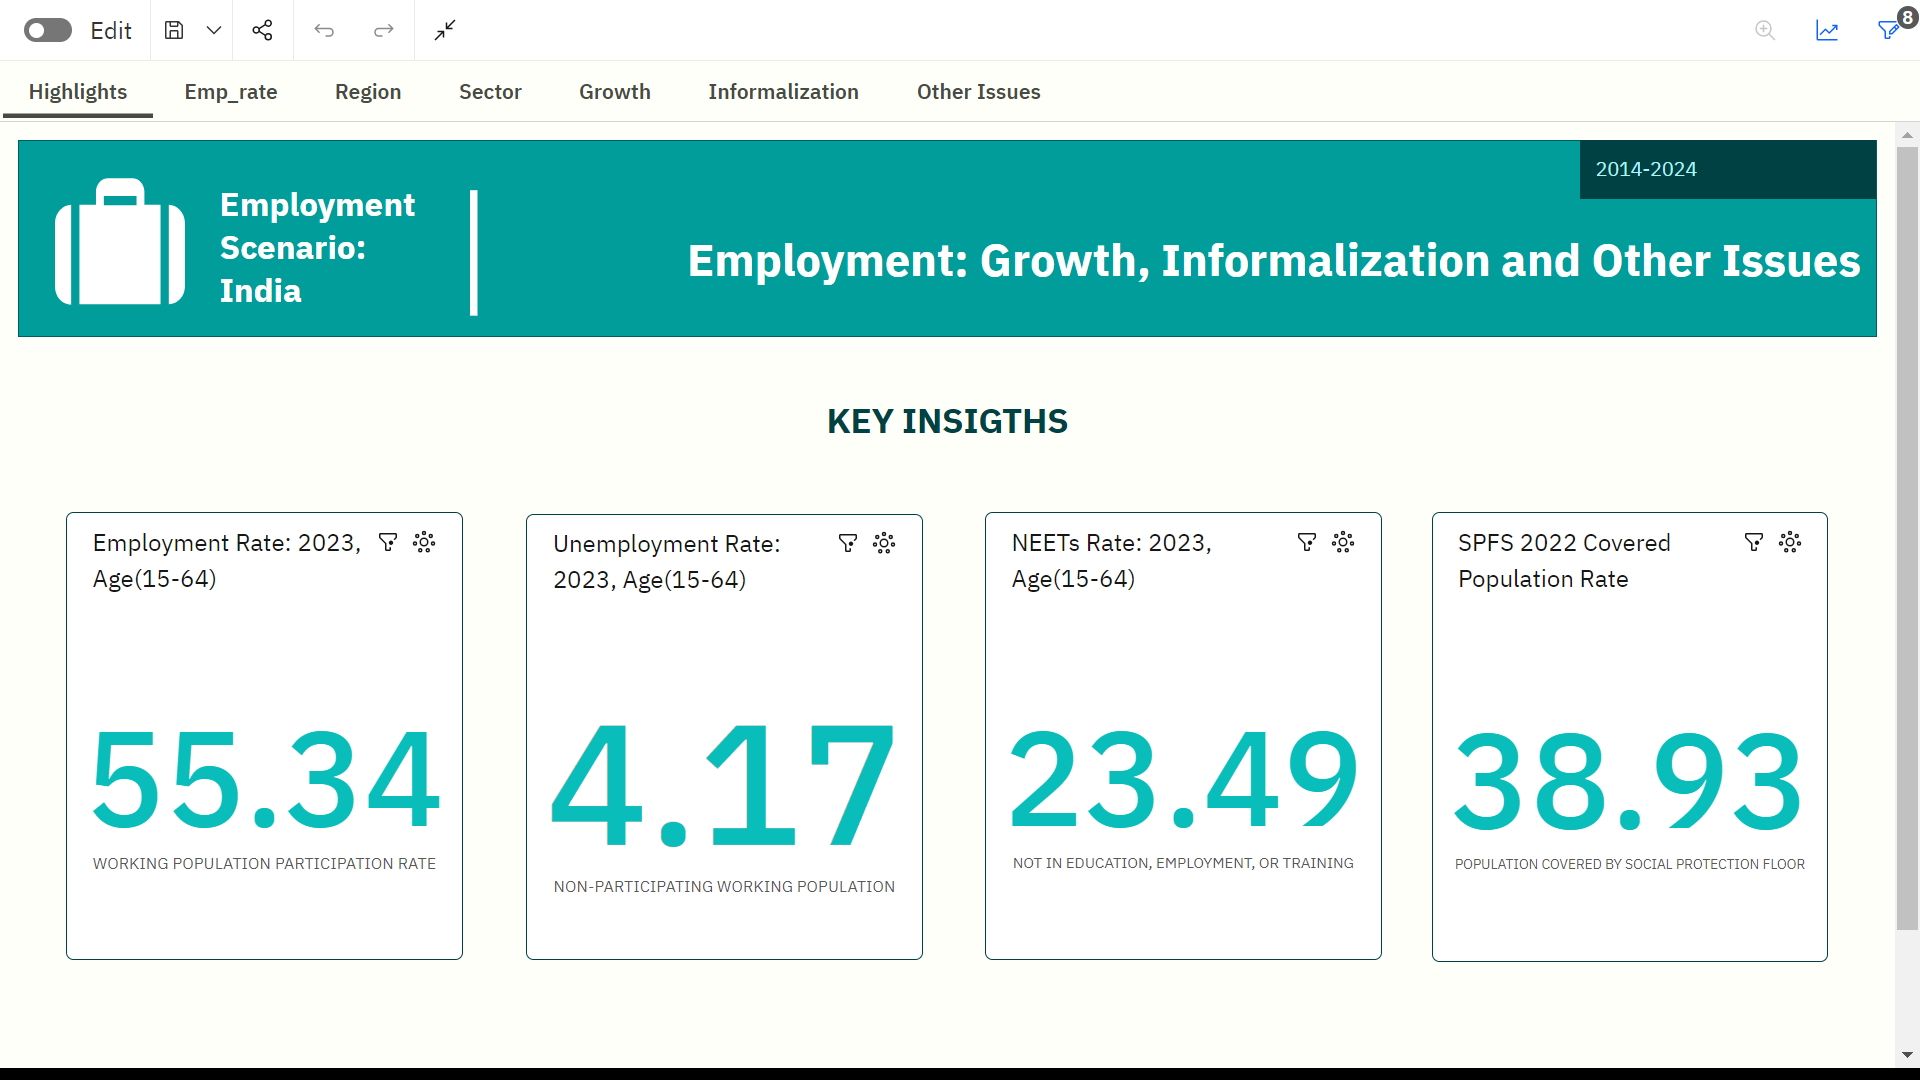 Edit
8
Highlights Emp_rate Region Sector Growth Informalization Other Issues
2014-2024
Employment
Scenario:
India
Employment: Growth, Informalization and Other Issues
KEY INSIGTHS
Employment Rate: 2023,
Age(15-64)
55.34
WORKING POPULATION PARTICIPATION RATE
Unemployment Rate:
2023, Age(15-64)
4.17
NON-PARTICIPATING WORKING POPULATION
NEETs Rate: 2023,
Age(15-64)
23.49
NOT IN EDUCATION, EMPLOYMENT, OR TRAINING
SPFS 2022 Covered
Population Rate
38.93
POPULATION COVERED BY SOCIAL PROTECTION FLOOR